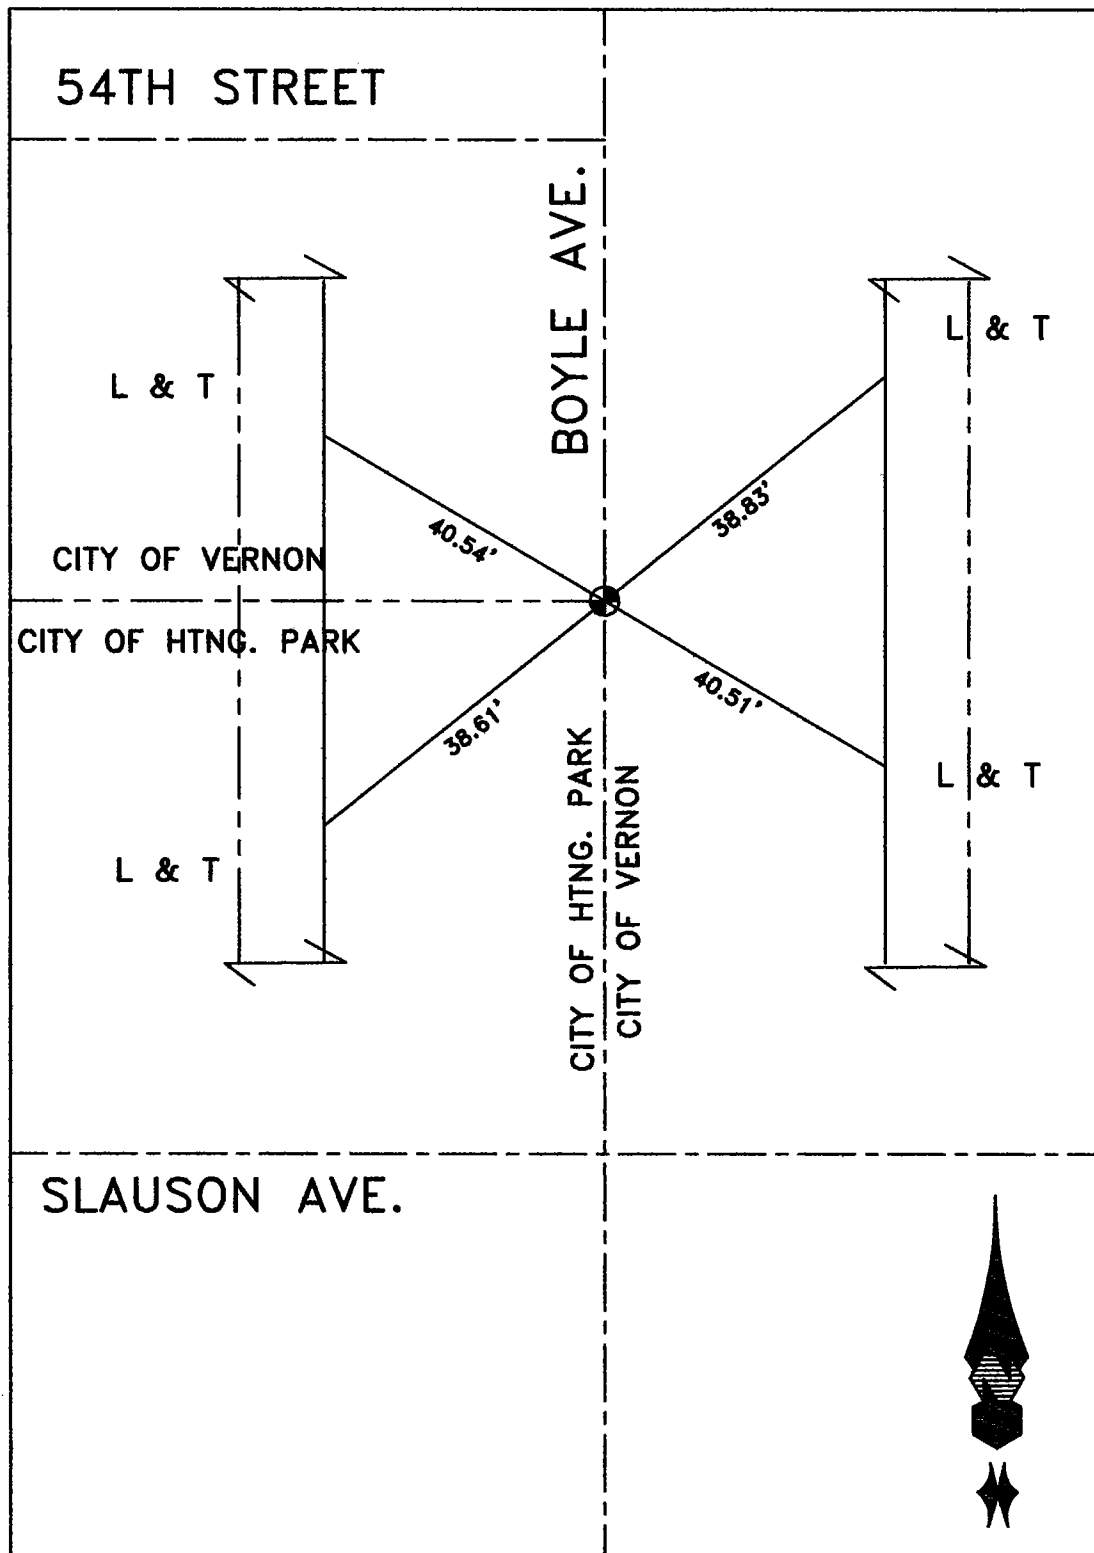 54TH STREET
BOYLE AVE.
L & T
L & T
40.54'
38.83'
CITY OF VERNON
CITY OF HTNG. PARK
38.61'
40.51'
L & T
L & T
CITY OF HTNG. PARK
CITY OF VERNON
SLAUSON AVE.